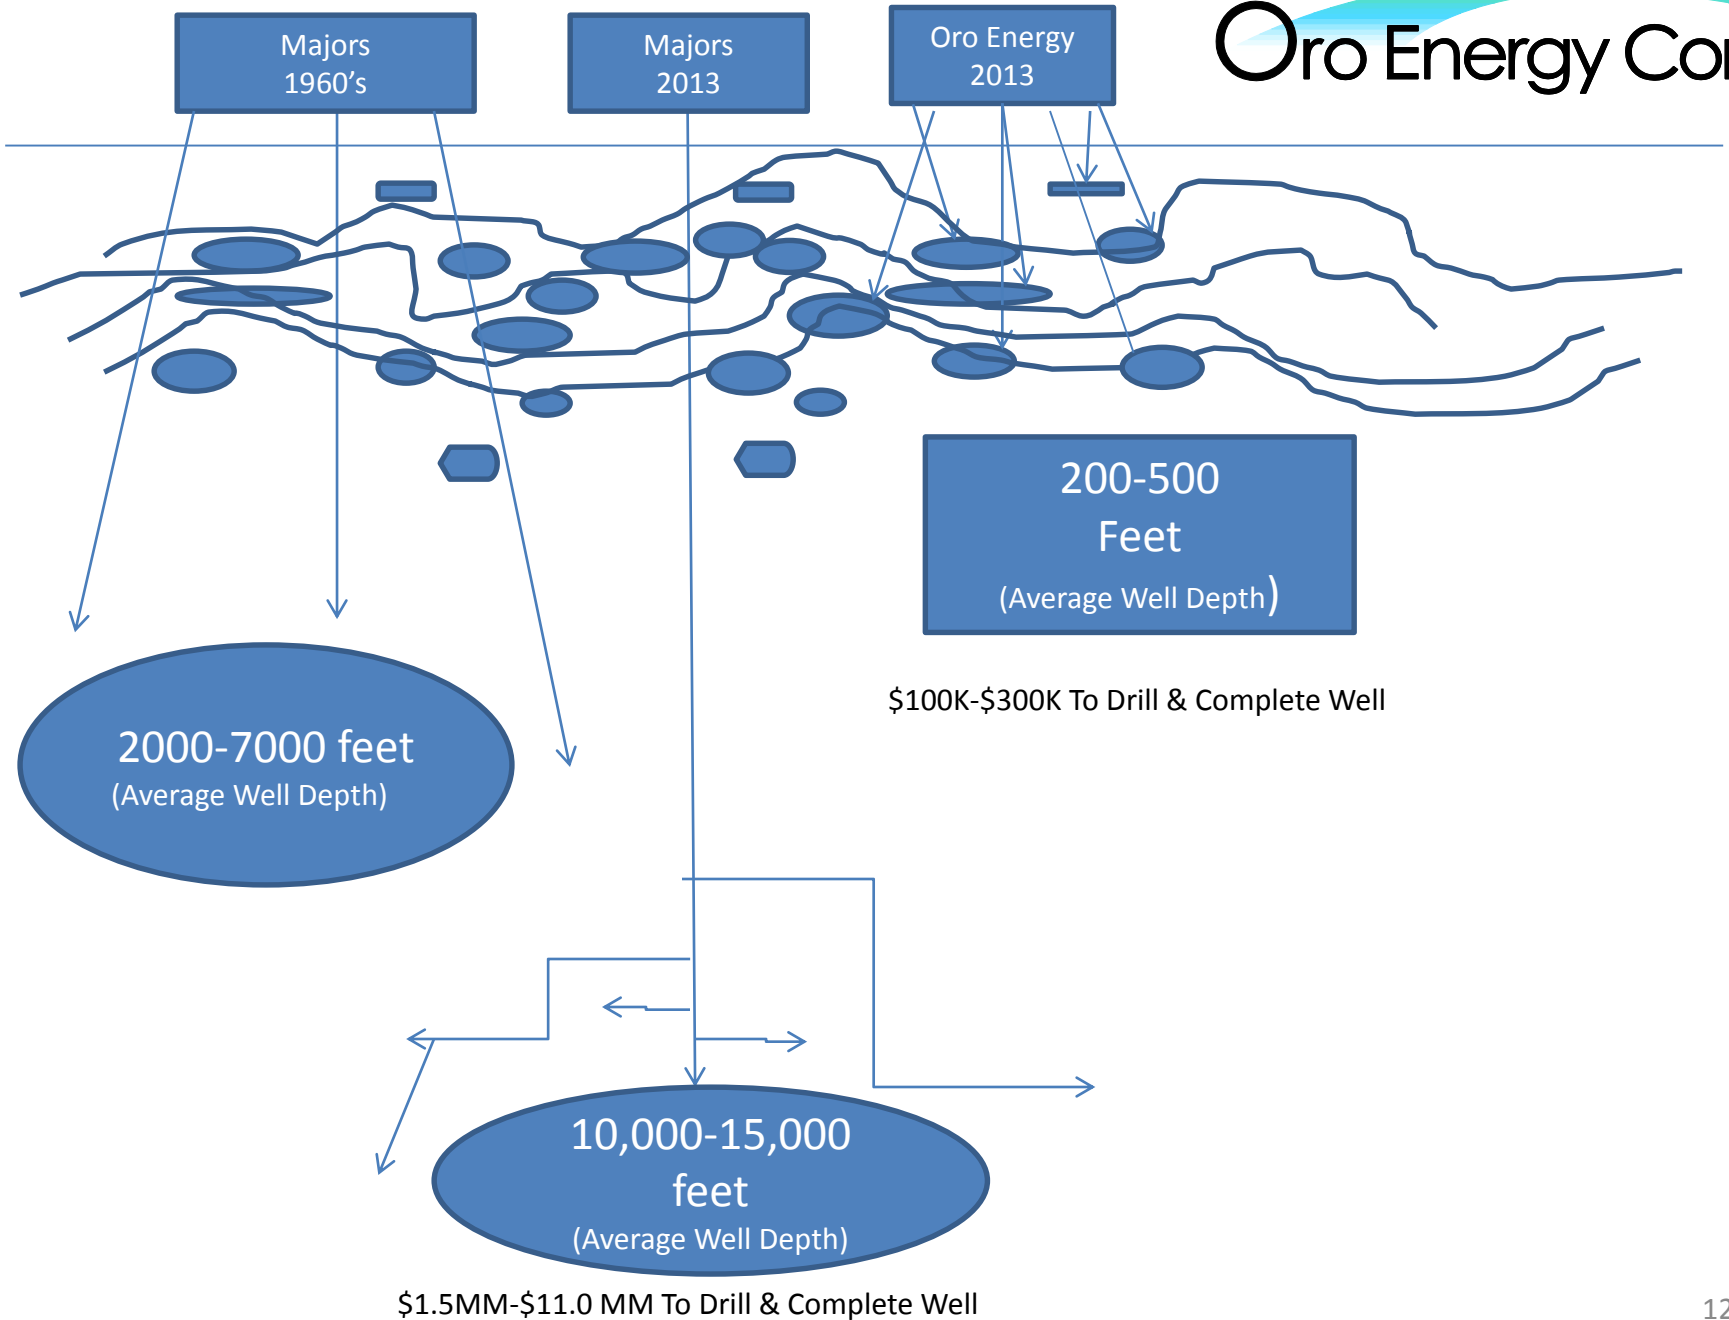 Majors
1960's
Majors
2013
Oro Energy
2013
Oro Energy
200-500
Feet
(Average Well Depth)
$100K-$300K To Drill & Complete Well
2000-7000 feet
(Average Well Depth)
10,000-15,000
feet
(Average Well Depth)
$1.5MM-$11.0 MM To Drill & Complete Well
12